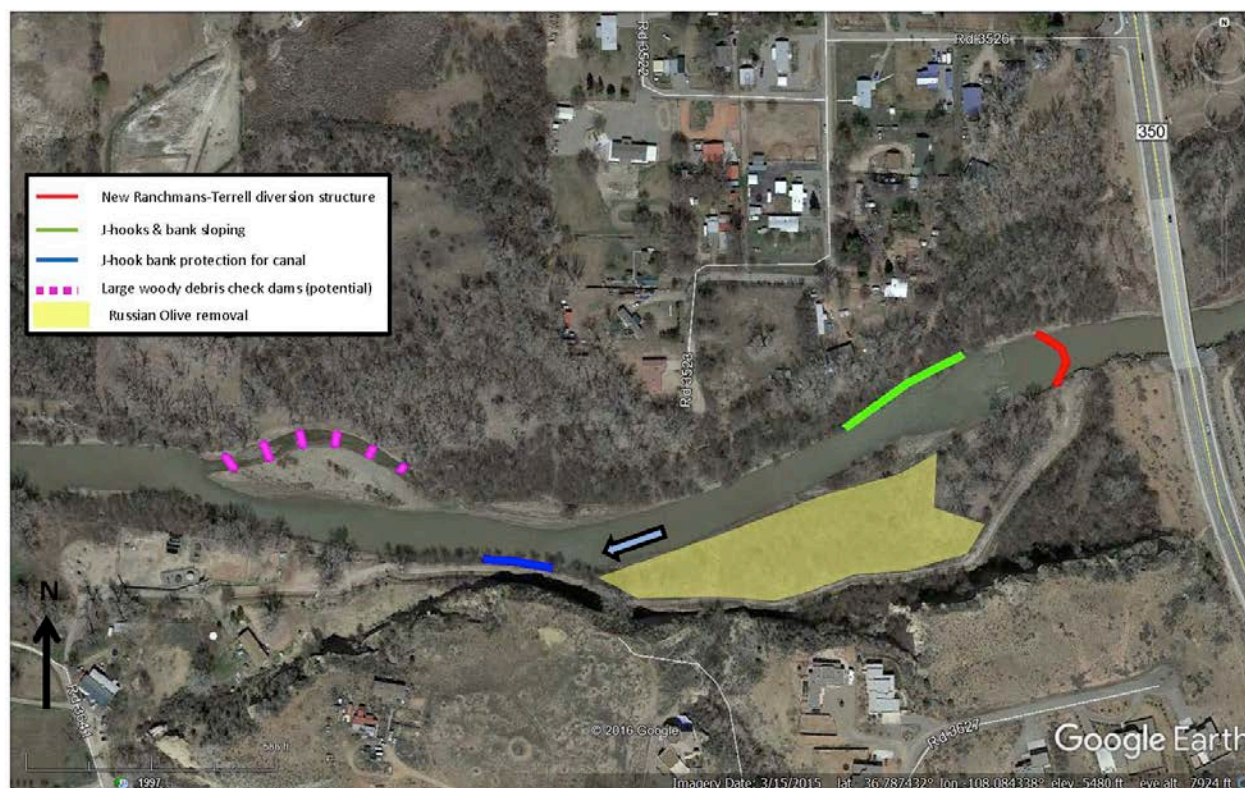 Rd 3522
Rd 3526
350
New Ranchmans-Terrell diversion structure
J-hooks & bank sloping
J-hook bank protection for canal
Large woody debris check dams (potential)
Russian Olive removal
Rd 3523
N
© 2016 Google
Rd 3627
Google Earth
1997
Imagery Date: 3/15/2015 lat 36.787432° lon -108.084338° elev 5480 ft eye alt 7924 ft